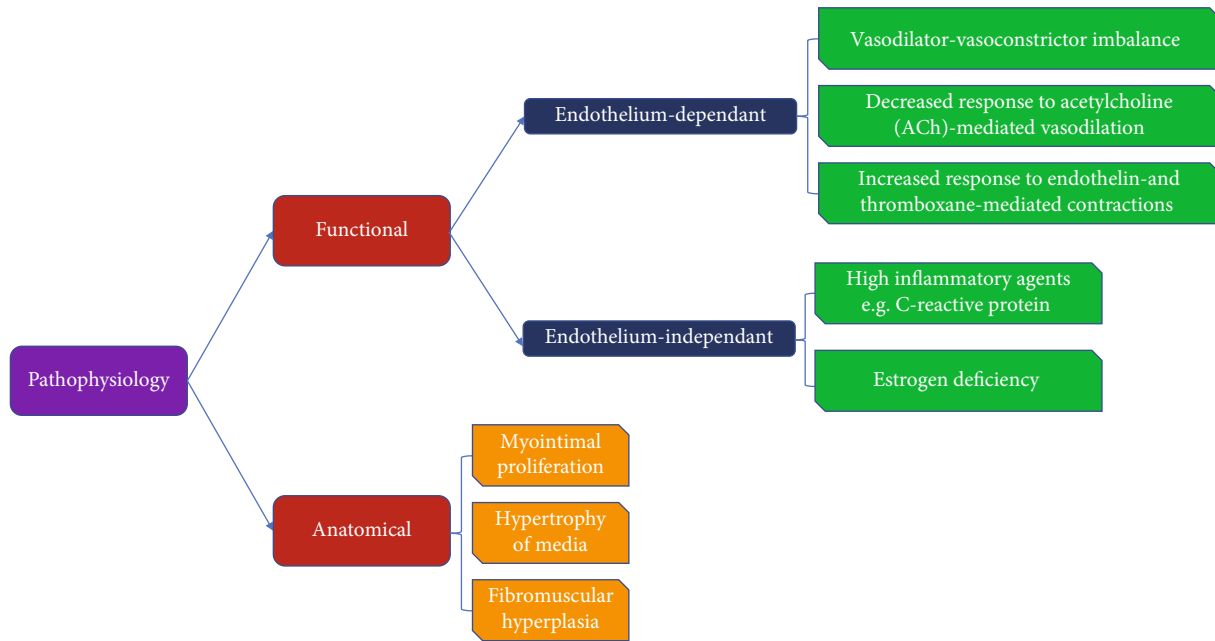 Pathophysiology
Functional
Endothelium-dependant
Vasodilator-vasoconstrictor imbalance
Decreased response to acetylcholine
(ACh)-mediated vasodilation
Increased response to endothelin-and
thromboxane-mediated contractions
Endothelium-independant
High inflammatory agents
e.g. C-reactive protein
Estrogen deficiency
Anatomical
Myointimal
proliferation
Hypertrophy
of media
Fibromuscular
hyperplasia